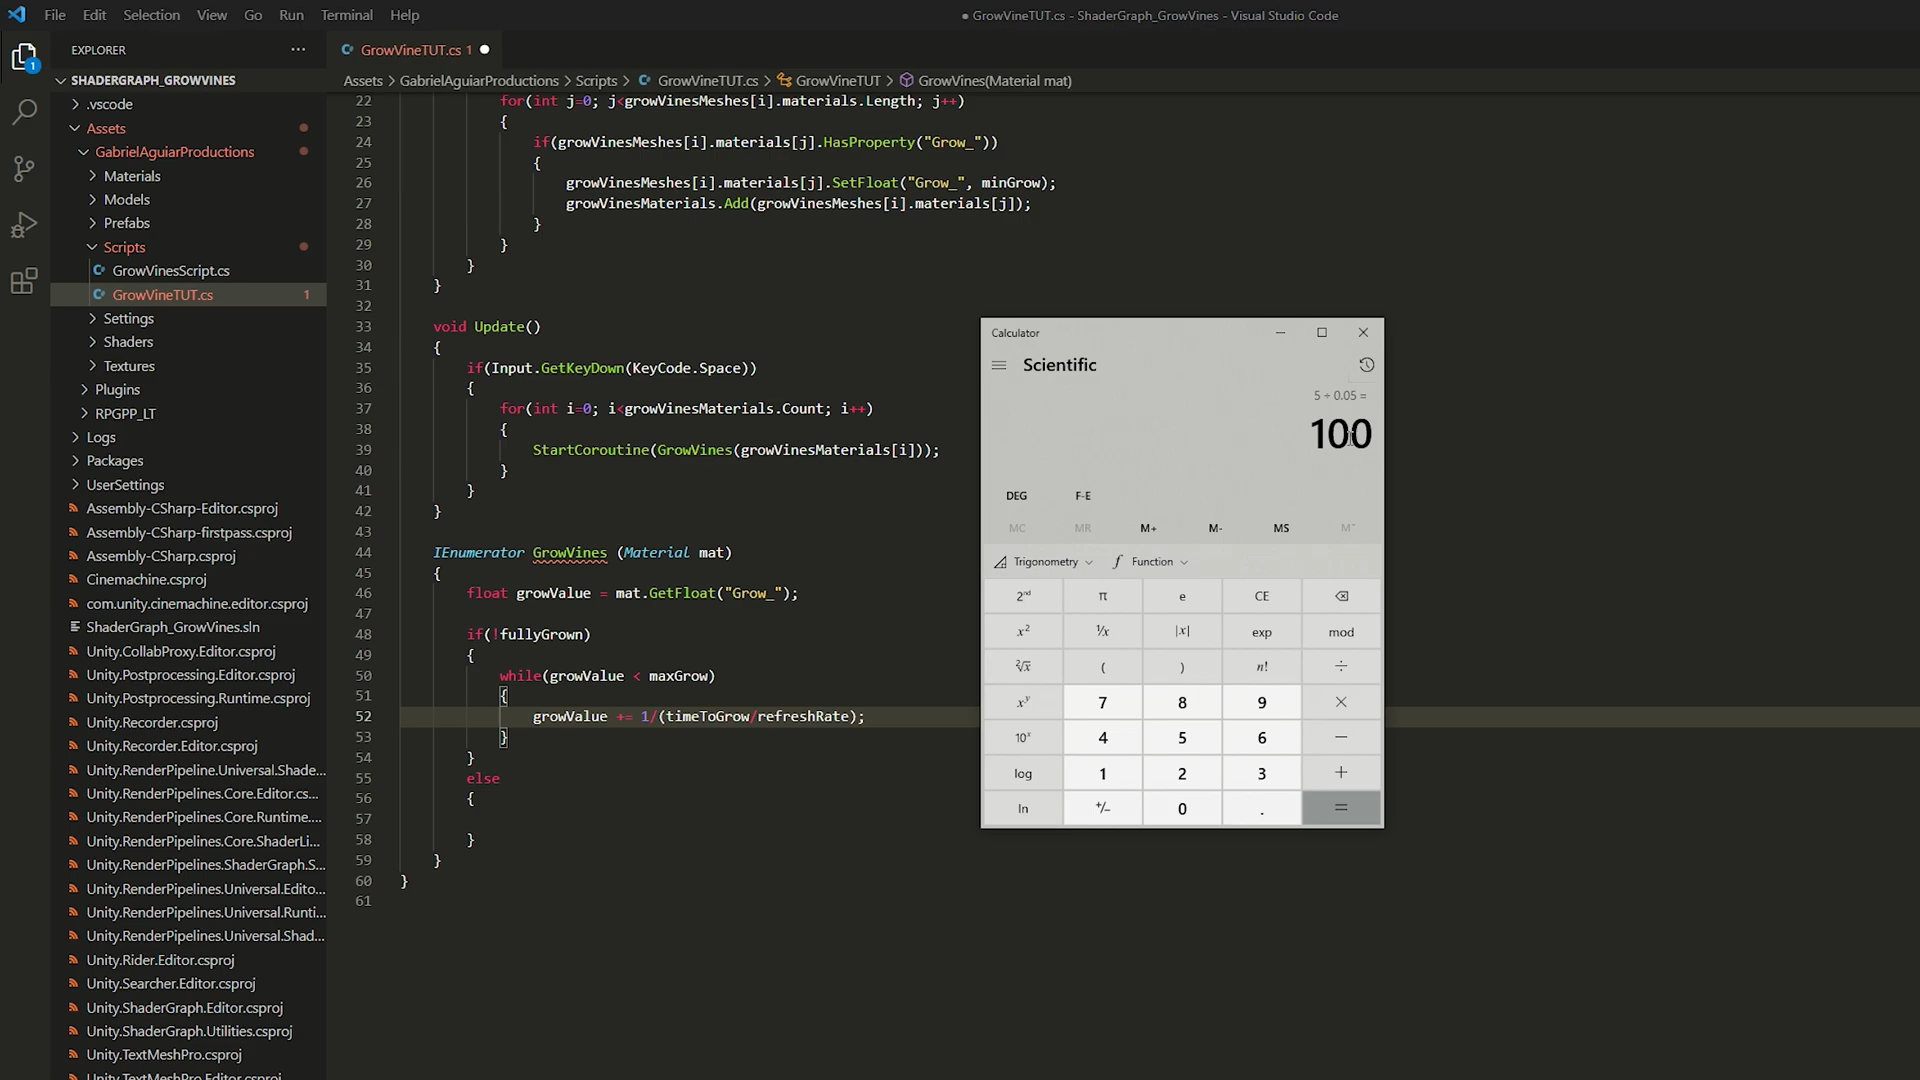 File Edit Selection View Go Run Terminal Help
● GrowVineTUT.cs - ShaderGraph_GrowVines - Visual Studio Code
EXPLORER ···
GrowVineTUT.cs 1
1
SHADERGRAPH_GROWVINES
Assets > GabrielAguiarProductions > Scripts > GrowVineTUT.cs > GrowVineTUT > GrowVines(Material mat)
.vscode
Assets
GabrielAguiarProductions
Materials
Models
Prefabs
Scripts
GrowVinesScript.cs
GrowVineTUT.cs 1
Settings
Shaders
Textures
Plugins
RPGPP_LT
Logs
Packages
UserSettings
Assembly-CSharp-Editor.csproj
Assembly-CSharp-firstpass.csproj
Assembly-CSharp.csproj
Cinemachine.csproj
com.unity.cinemachine.editor.csproj
ShaderGraph_GrowVines.sln
Unity.CollabProxy.Editor.csproj
Unity.Postprocessing.Editor.csproj
Unity.Postprocessing.Runtime.csproj
Unity.Recorder.csproj
Unity.Recorder.Editor.csproj
Unity.RenderPipeline.Universal.Shade...
Unity.RenderPipelines.Core.Editor.cs...
Unity.RenderPipelines.Core.Runtime....
Unity.RenderPipelines.Core.ShaderLi...
Unity.RenderPipelines.ShaderGraph.S...
Unity.RenderPipelines.Universal.Edito...
Unity.RenderPipelines.Universal.Runti...
Unity.RenderPipelines.Universal.Shad...
Unity.Rider.Editor.csproj
Unity.Searcher.Editor.csproj
Unity.ShaderGraph.Editor.csproj
Unity.ShaderGraph.Utilities.csproj
Unity.TextMeshPro.csproj
Unity.TextMeshPro.Editor.csproj
22 for(int j=0; j<growVinesMeshes[i].materials.Length; j++)
23 {
24 if(growVinesMeshes[i].materials[j].HasProperty("Grow_"))
25 {
26 growVinesMeshes[i].materials[j].SetFloat("Grow_", minGrow);
27 growVinesMaterials.Add(growVinesMeshes[i].materials[j]);
28 }
29 }
30 }
31 }
32
33 void Update()
34 {
35 if(Input.GetKeyDown(KeyCode.Space))
36 {
37 for(int i=0; i<growVinesMaterials.Count; i++)
38 {
39 StartCoroutine(GrowVines(growVinesMaterials[i]));
40 }
41 }
42 }
43
44 IEnumerator GrowVines (Material mat)
45 {
46 float growValue = mat.GetFloat("Grow_");
47
48 if(!fullyGrown)
49 {
50 while(growValue < maxGrow)
51 {
52 growValue += 1/(timeToGrow/refreshRate);
53 }
54 }
55 else
56 {
57
58 }
59 }
60 }
61
Calculator
Scientific
5 ÷ 0.05 =
100
DEG F-E
MC MR M+ M- MS M˅
Trigonometry Function
2ⁿᵈ π e CE
x² ¹/x |x| exp mod
²√x ( ) n! ÷
xʸ 7 8 9 ×
10ˣ 4 5 6 −
log 1 2 3 +
ln +/− 0 . =